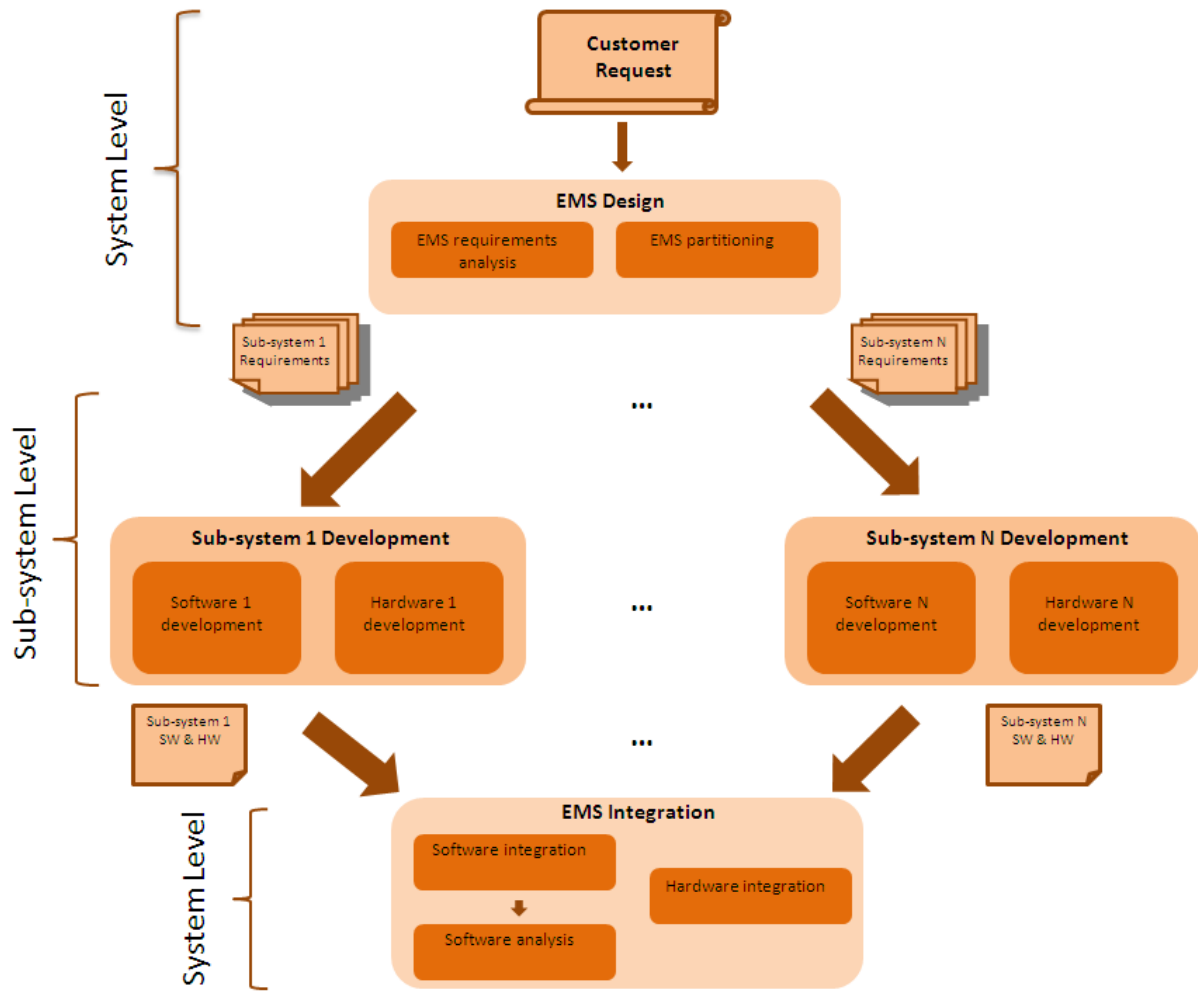 Customer
Request
System Level
EMS Design
EMS requirements
analysis
EMS partitioning
Sub-system 1
Requirements
...
Sub-system N
Requirements
Sub-system Level
Sub-system 1 Development
Software 1
development
Hardware 1
development
...
Sub-system N Development
Software N
development
Hardware N
development
Sub-system 1
SW & HW
...
Sub-system N
SW & HW
System Level
EMS Integration
Software integration
Software analysis
Hardware integration